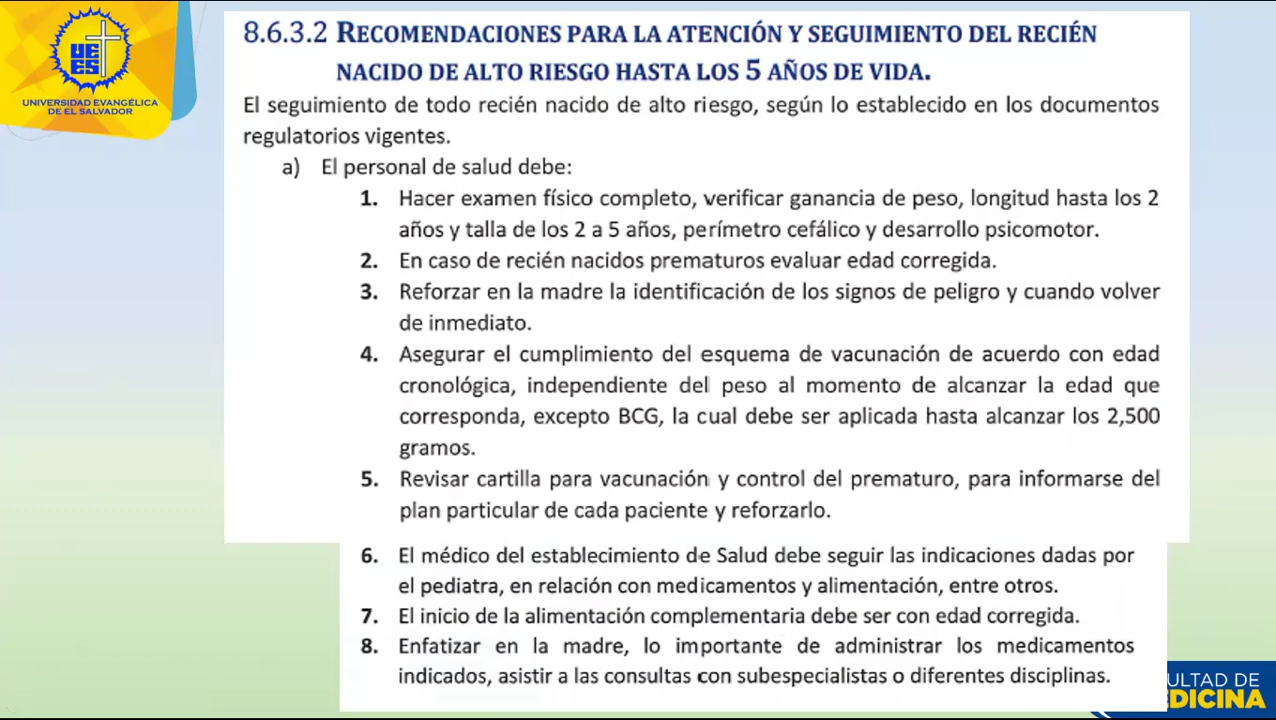 UE
ES
UNIVERSIDAD EVANGÉLICA
DE EL SALVADOR
8.6.3.2 RECOMENDACIONES PARA LA ATENCIÓN Y SEGUIMIENTO DEL RECIÉN
NACIDO DE ALTO RIESGO HASTA LOS 5 AÑOS DE VIDA.
El seguimiento de todo recién nacido de alto riesgo, según lo establecido en los documentos
regulatorios vigentes.
a) El personal de salud debe:
1. Hacer examen físico completo, verificar ganancia de peso, longitud hasta los 2
años y talla de los 2 a 5 años, perímetro cefálico y desarrollo psicomotor.
2. En caso de recién nacidos prematuros evaluar edad corregida.
3. Reforzar en la madre la identificación de los signos de peligro y cuando volver
de inmediato.
4. Asegurar el cumplimiento del esquema de vacunación de acuerdo con edad
cronológica, independiente del peso al momento de alcanzar la edad que
corresponda, excepto BCG, la cual debe ser aplicada hasta alcanzar los 2,500
gramos.
5. Revisar cartilla para vacunación y control del prematuro, para informarse del
plan particular de cada paciente y reforzarlo.
6. El médico del establecimiento de Salud debe seguir las indicaciones dadas por
el pediatra, en relación con medicamentos y alimentación, entre otros.
7. El inicio de la alimentación complementaria debe ser con edad corregida.
8. Enfatizar en la madre, lo importante de administrar los medicamentos
indicados, asistir a las consultas con subespecialistas o diferentes disciplinas.
ULTAD DE
EDICINA